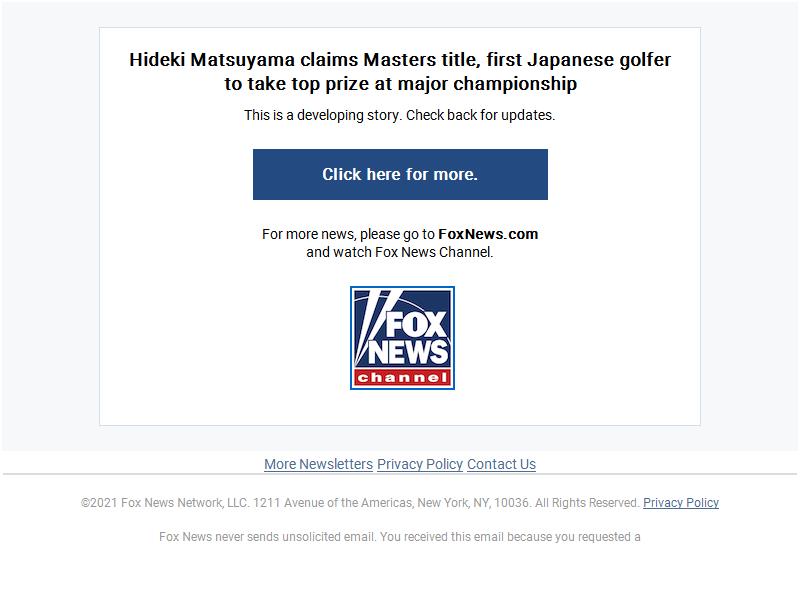 Hideki Matsuyama claims Masters title, first Japanese golfer
to take top prize at major championship
This is a developing story. Check back for updates.
Click here for more.
For more news, please go to FoxNews.com
and watch Fox News Channel.
FOX
NEWS
channel
More Newsletters Privacy Policy Contact Us
©2021 Fox News Network, LLC. 1211 Avenue of the Americas, New York, NY, 10036. All Rights Reserved. Privacy Policy
Fox News never sends unsolicited email. You received this email because you requested a